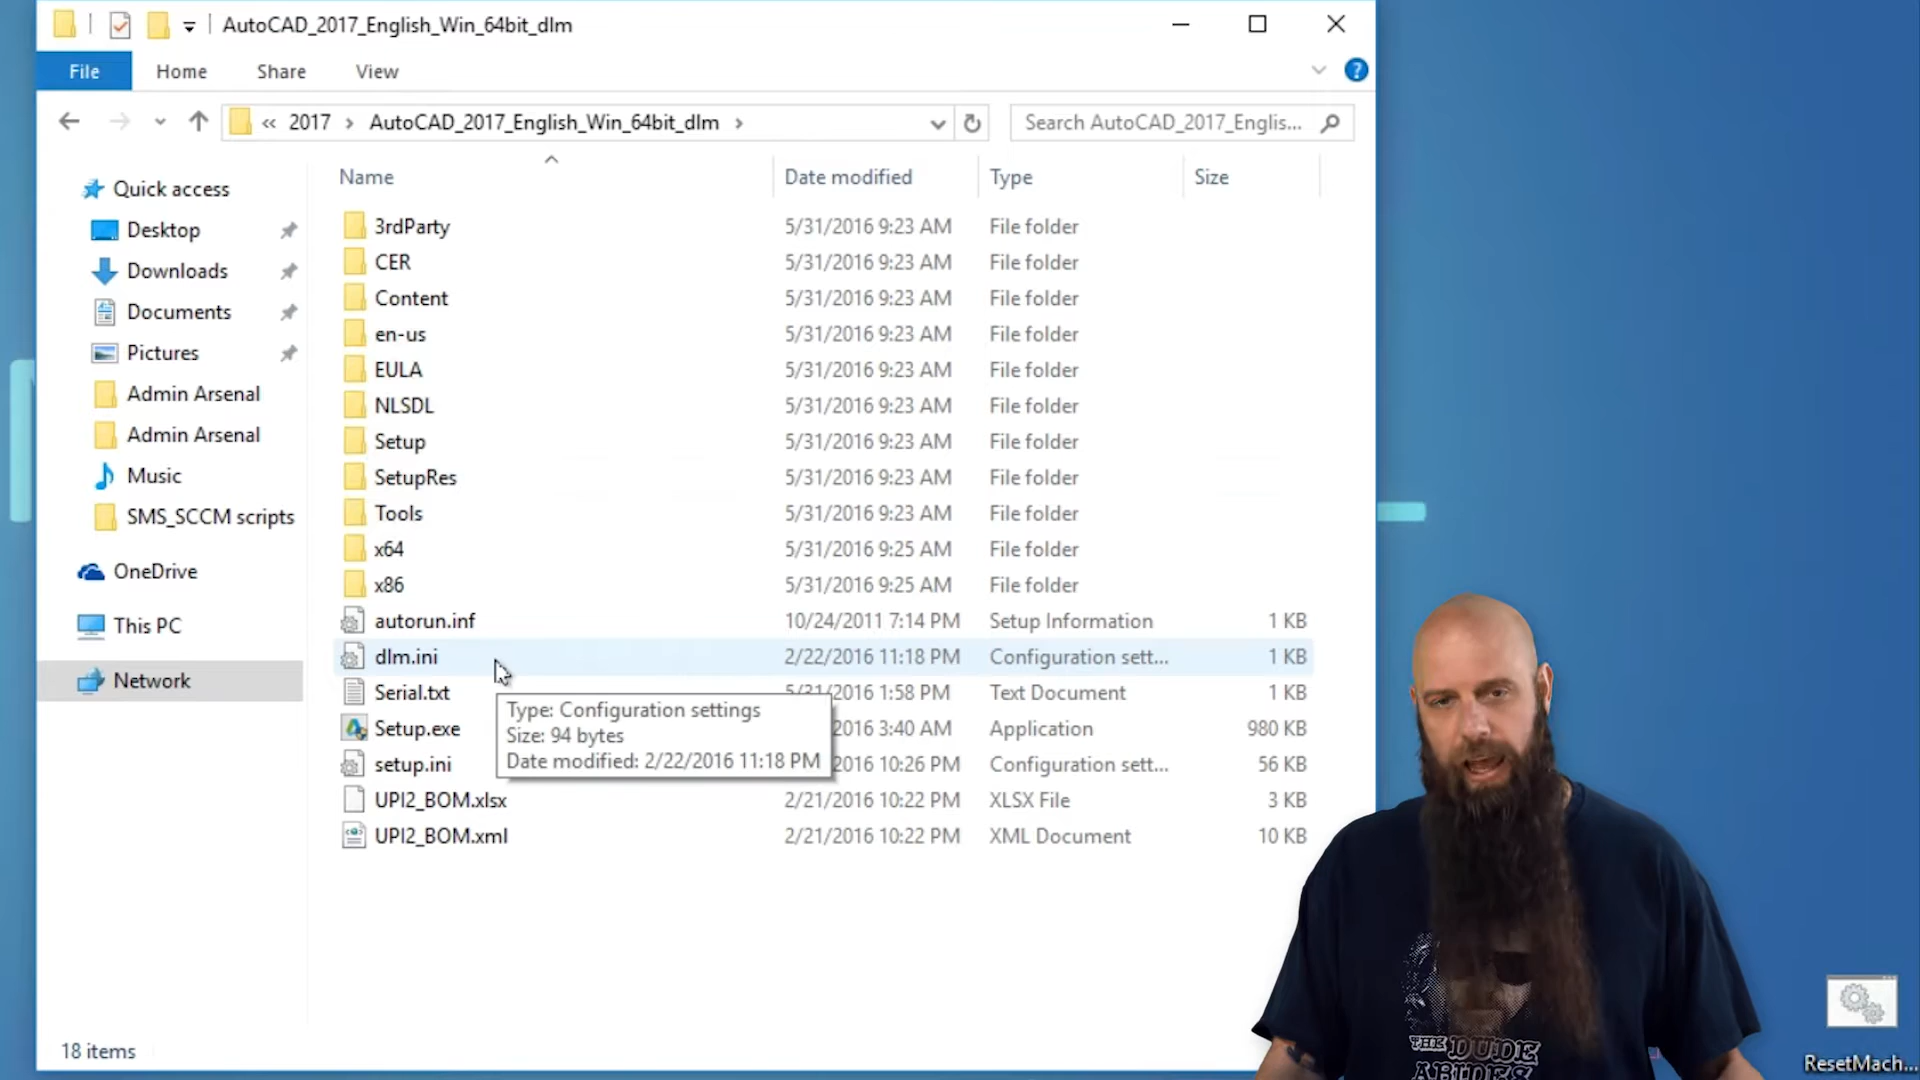 AutoCAD_2017_English_Win_64bit_dlm
File Home Share View
« 2017 › AutoCAD_2017_English_Win_64bit_dlm › Search AutoCAD_2017_Englis...
Name Date modified Type Size
Quick access
Desktop
Downloads
Documents
Pictures
Admin Arsenal
Admin Arsenal
Music
SMS_SCCM scripts
OneDrive
This PC
Network
3rdParty 5/31/2016 9:23 AM File folder
CER 5/31/2016 9:23 AM File folder
Content 5/31/2016 9:23 AM File folder
en-us 5/31/2016 9:23 AM File folder
EULA 5/31/2016 9:23 AM File folder
NLSDL 5/31/2016 9:23 AM File folder
Setup 5/31/2016 9:23 AM File folder
SetupRes 5/31/2016 9:23 AM File folder
Tools 5/31/2016 9:23 AM File folder
x64 5/31/2016 9:25 AM File folder
x86 5/31/2016 9:25 AM File folder
autorun.inf 10/24/2011 7:14 PM Setup Information 1 KB
dlm.ini 2/22/2016 11:18 PM Configuration sett... 1 KB
Serial.txt 5/31/2016 1:58 PM Text Document 1 KB
Setup.exe 3:40 AM Application 980 KB
setup.ini 2016 10:26 PM Configuration sett... 56 KB
UPI2_BOM.xlsx 2/21/2016 10:22 PM XLSX File 3 KB
UPI2_BOM.xml 2/21/2016 10:22 PM XML Document 10 KB
Type: Configuration settings
Size: 94 bytes
Date modified: 2/22/2016 11:18 PM
18 items
THE DUDE
ABIDES
ResetMach...